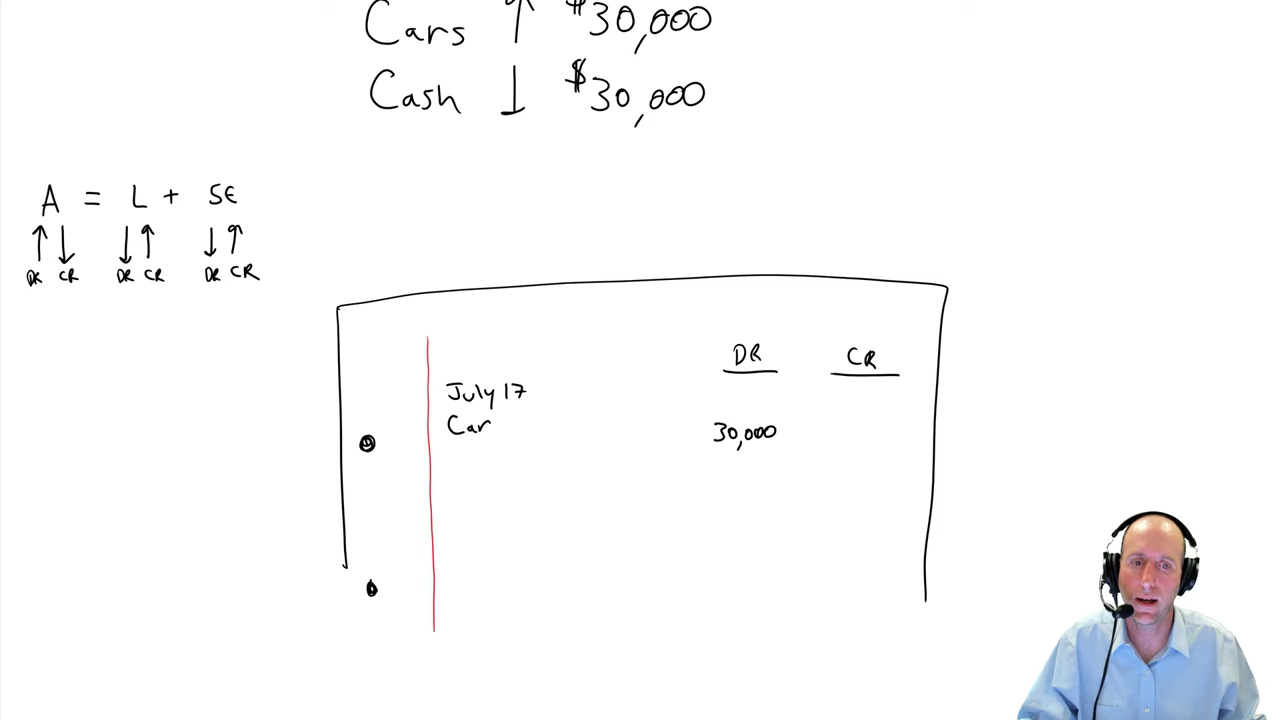 Cars ↑ $30,000
Cash ↓ $30,000
A = L + SE
↑ ↓ ↓ ↑ ↓ ↑
DR CR DR CR DR CR
DR CR
July 17
Car 30,000